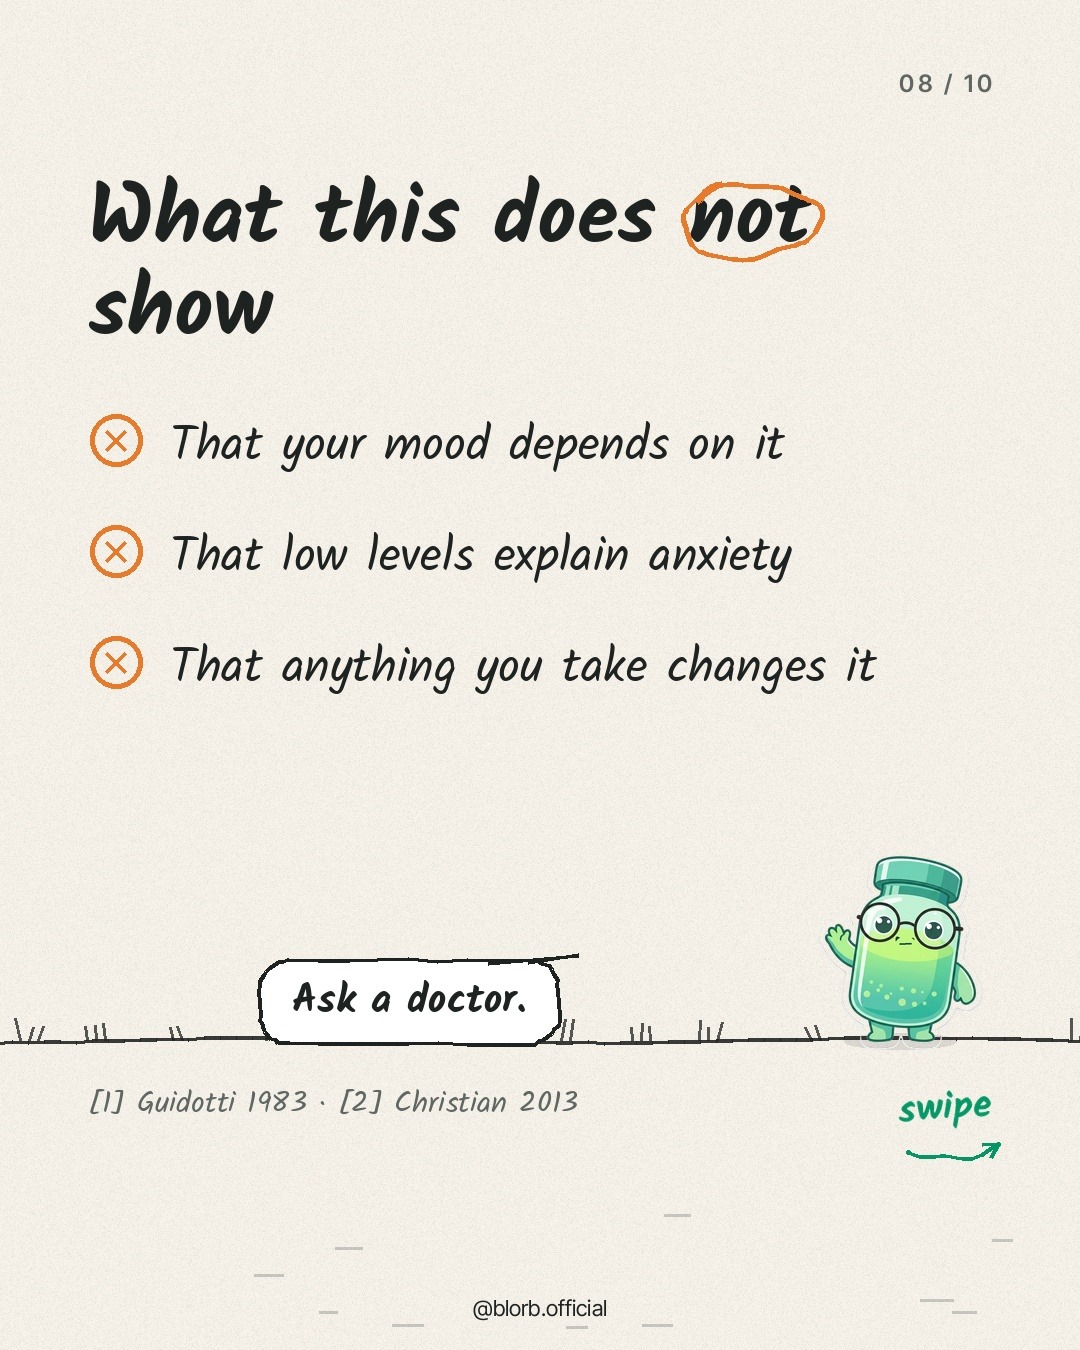 08 / 10
What this does not
show
That your mood depends on it
That low levels explain anxiety
That anything you take changes it
Ask a doctor.
[1] Guidotti 1983 · [2] Christian 2013
swipe
@blorb.official